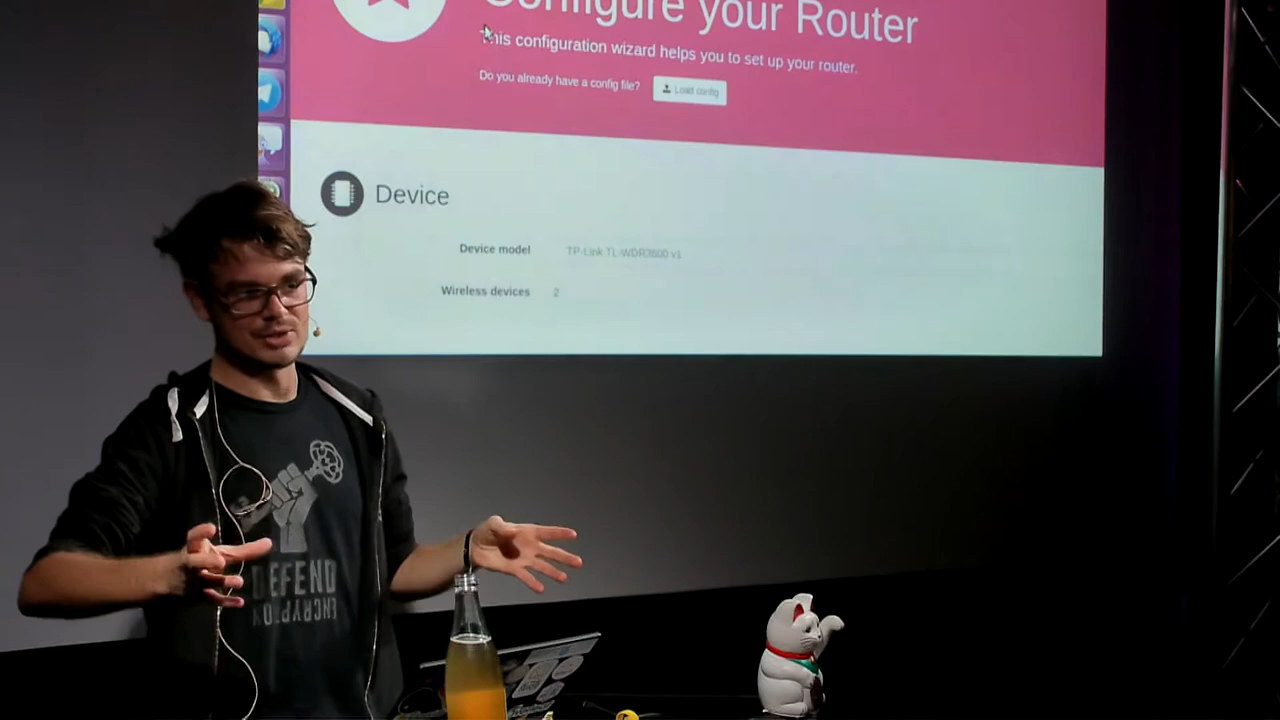 Configure your Router
This configuration wizard helps you to set up your router.
Do you already have a config file?
Load config
Device
Device model
TP-Link TL-WDR3600 v1
Wireless devices
2
DEFEND
ENCRYPTION